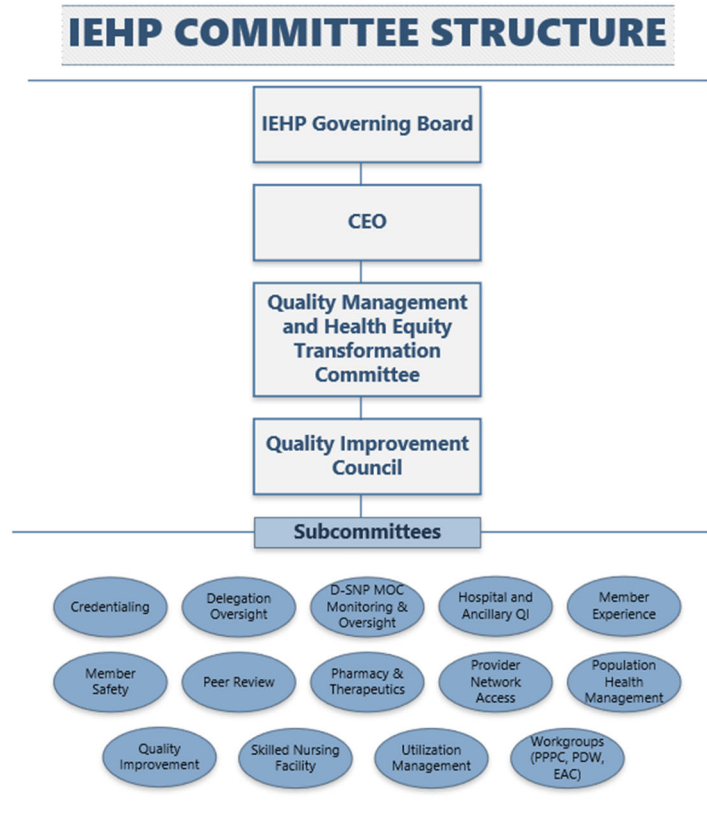 IEHP COMMITTEE STRUCTURE
IEHP Governing Board
CEO
Quality Management
and Health Equity
Transformation
Committee
Quality Improvement
Council
Subcommittees
Credentialing
Delegation
Oversight
D-SNP MOC
Monitoring &
Oversight
Hospital and
Ancillary QI
Member
Experience
Member
Safety
Peer Review
Pharmacy &
Therapeutics
Provider
Network
Access
Population
Health
Management
Quality
Improvement
Skilled Nursing
Facility
Utilization
Management
Workgroups
(PPPC, PDW,
EAC)